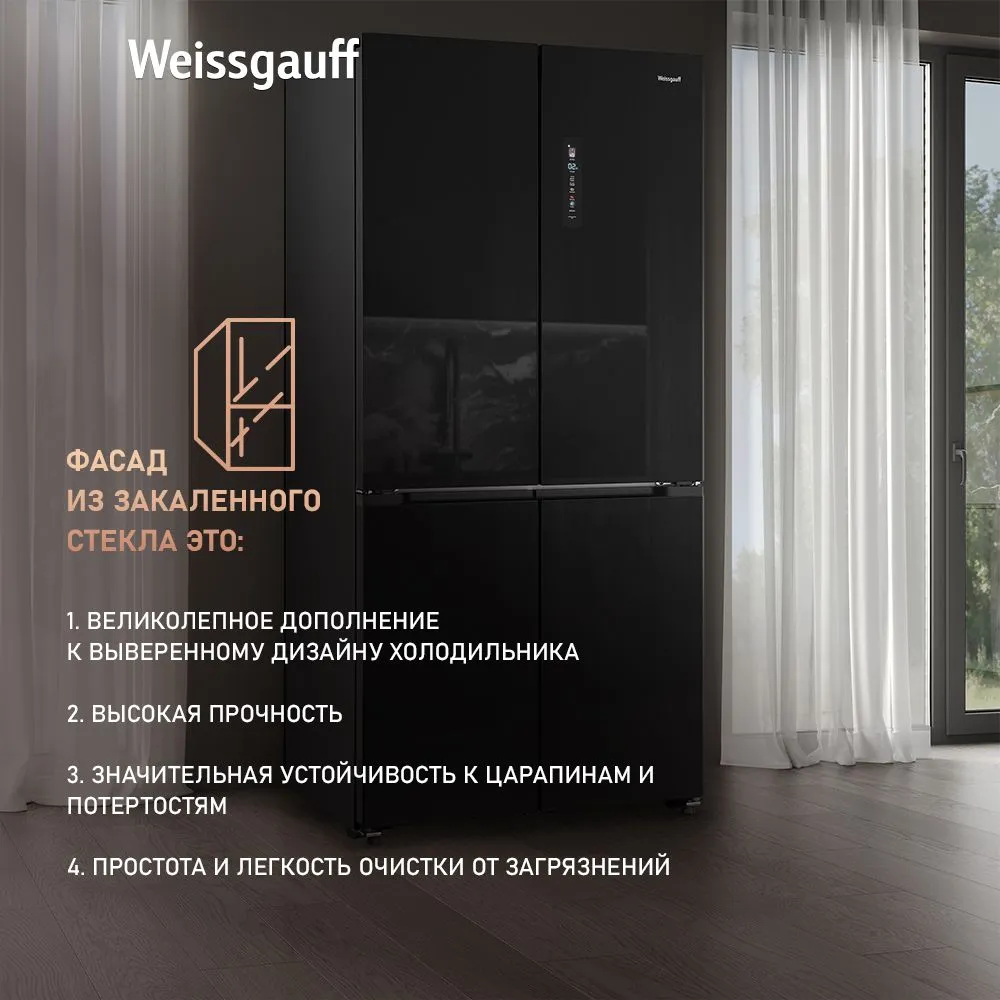 Weissgauff
Weissgauff
ФАСАД
ИЗ ЗАКАЛЕННОГО
СТЕКЛА ЭТО:
1. ВЕЛИКОЛЕПНОЕ ДОПОЛНЕНИЕ
К ВЫВЕРЕННОМУ ДИЗАЙНУ ХОЛОДИЛЬНИКА
2. ВЫСОКАЯ ПРОЧНОСТЬ
3. ЗНАЧИТЕЛЬНАЯ УСТОЙЧИВОСТЬ К ЦАРАПИНАМ И
ПОТЕРТОСТЯМ
4. ПРОСТОТА И ЛЕГКОСТЬ ОЧИСТКИ ОТ ЗАГРЯЗНЕНИЙ